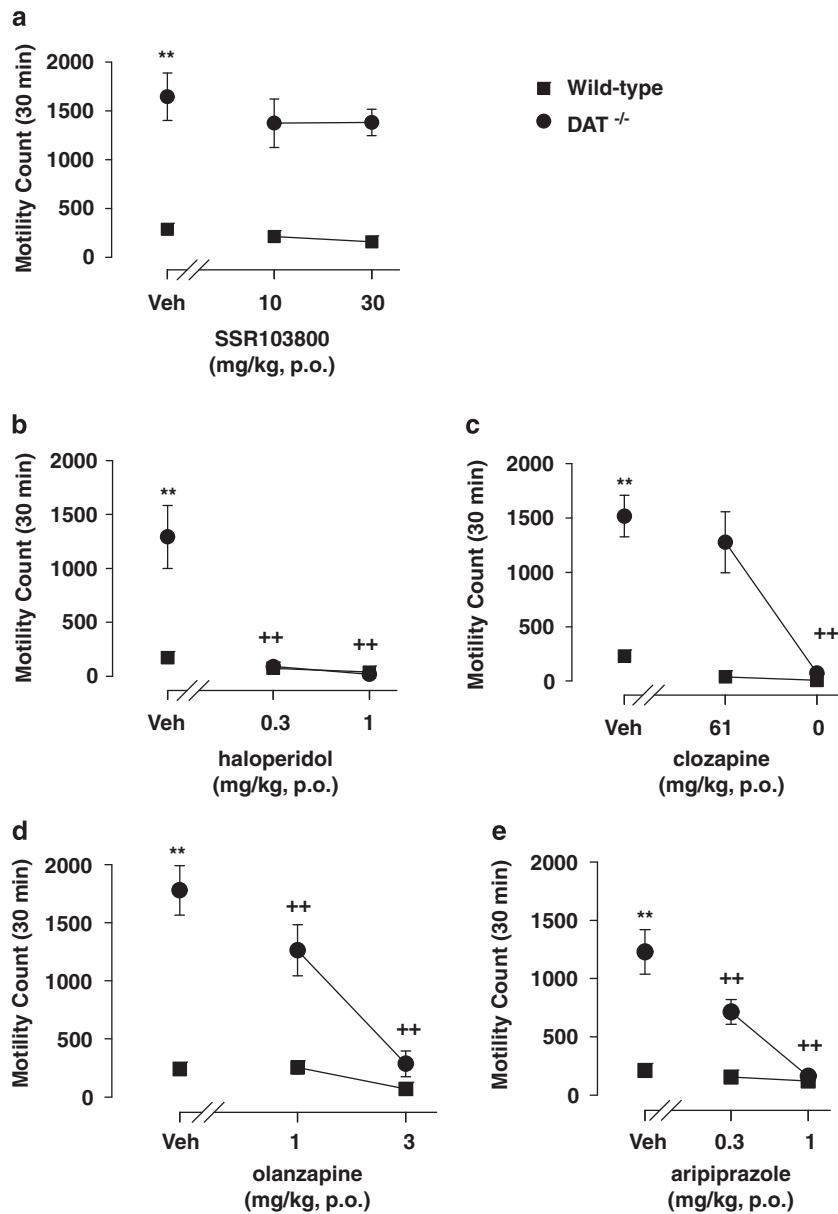 a
**
Motility Count (30 min)
2000
1500
1000
500
0
Veh
10
30
SSR103800
(mg/kg, p.o.)
Wild-type
DAT -/-
b
**
Motility Count (30 min)
2000
1500
1000
500
0
++
++
Veh
0.3
1
haloperidol
(mg/kg, p.o.)
c
**
Motility Count (30 min)
2000
1500
1000
500
0
++
Veh
61
0
clozapine
(mg/kg, p.o.)
d
**
Motility Count (30 min)
2000
1500
1000
500
0
++
++
Veh
1
3
olanzapine
(mg/kg, p.o.)
e
**
Motility Count (30 min)
2000
1500
1000
500
0
++
++
Veh
0.3
1
aripiprazole
(mg/kg, p.o.)